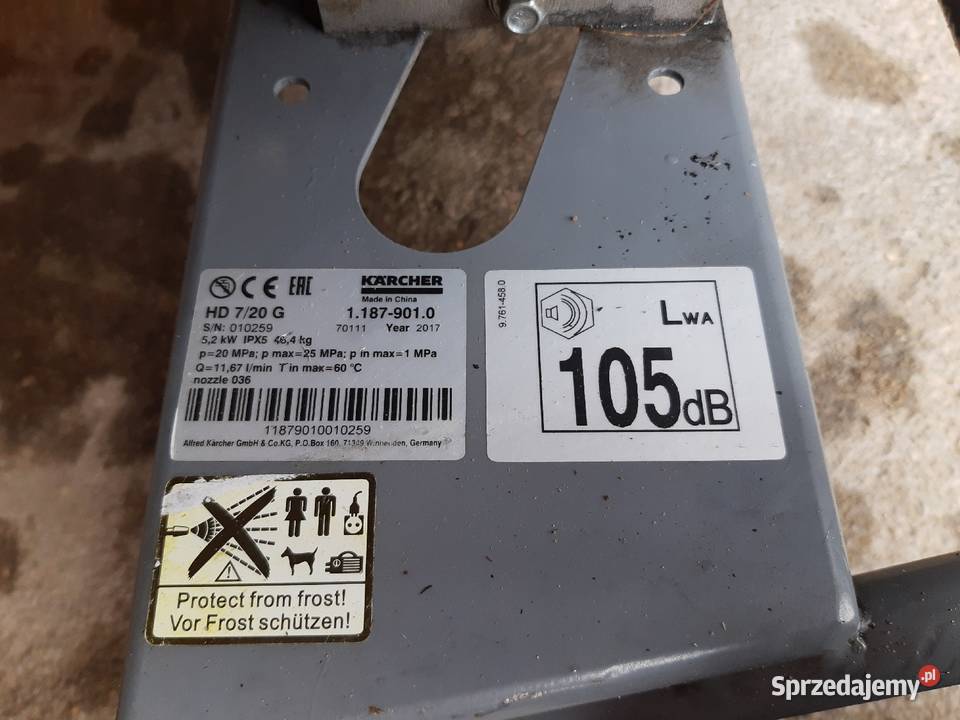 CE EAC KÄRCHER
Made in China
HD 7/20 G 1.187-901.0
S/N: 010259 70111 Year 2017
5,2 kW IPX5 46,4 kg
p=20 MPa; p max=25 MPa; p in max=1 MPa
Q=11,67 l/min T in max=60 °C
nozzle 036
11879010010259
Alfred Kärcher GmbH & Co.KG, P.O.Box 160, 71349 Winnenden, Germany
9.761-458.0
LWA
105dB
Protect from frost!
Vor Frost schützen!
Sprzedajemy.pl